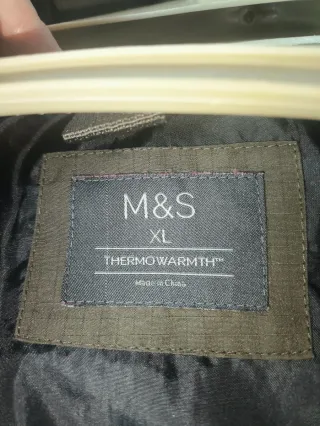 M&S
XL
THERMOWARMTH™
Made in China